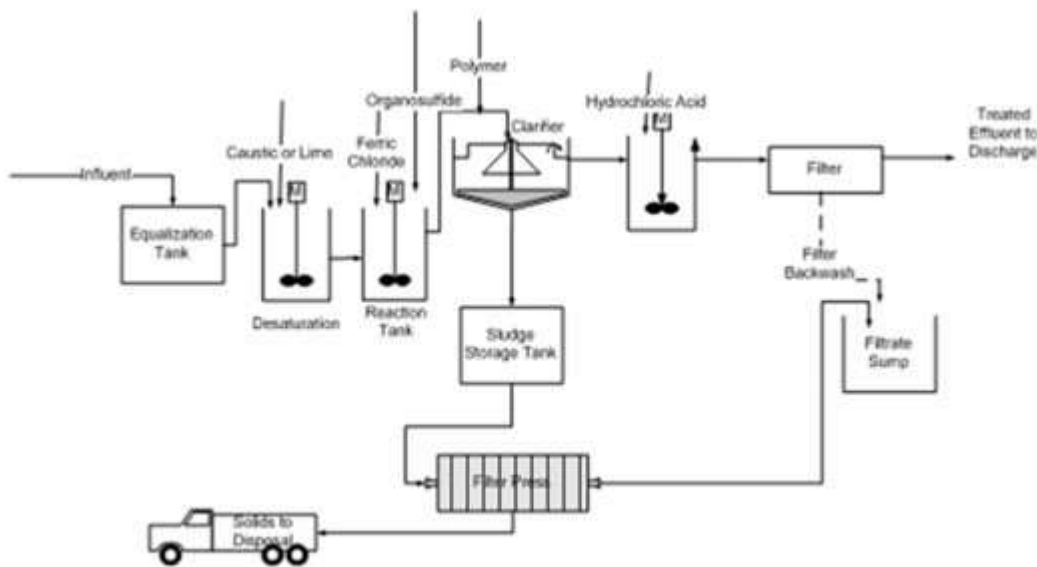 Polymer
Organosulfide
Hydrochloric Acid
Treated
Effluent to
Discharge
Clarifier
Caustic or Lime
Ferric
Chloride
M
M
M
Influent
Filter
Equalization
Tank
Filter
Backwash
Desaturation
Reaction
Tank
Sludge
Storage Tank
Filtrate
Sump
Filter Press
Solids to
Disposal